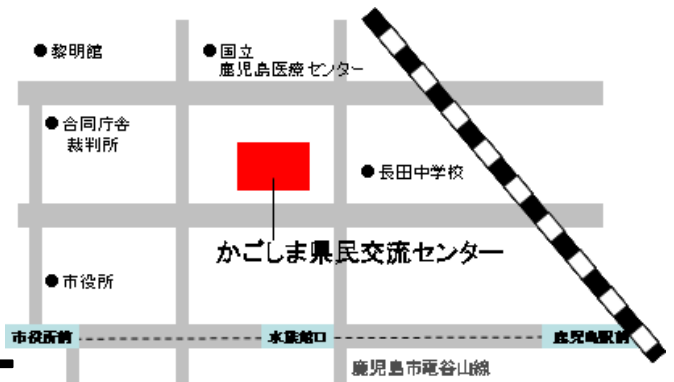 ●黎明館
●国立
鹿児島医療センター
●合同庁舎
裁判所
●長田中学校
かごしま県民交流センター
●市役所
市役所前
水族館口
鹿児島駅前
鹿児島市電谷山線